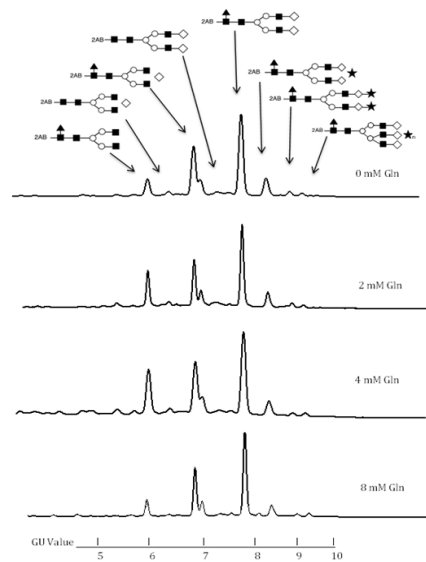 2AB
2AB
2AB
2AB
2AB
2AB
2AB
2AB
n
0 mM Gln
2 mM Gln
4 mM Gln
8 mM Gln
GU Value
5 6 7 8 9 10